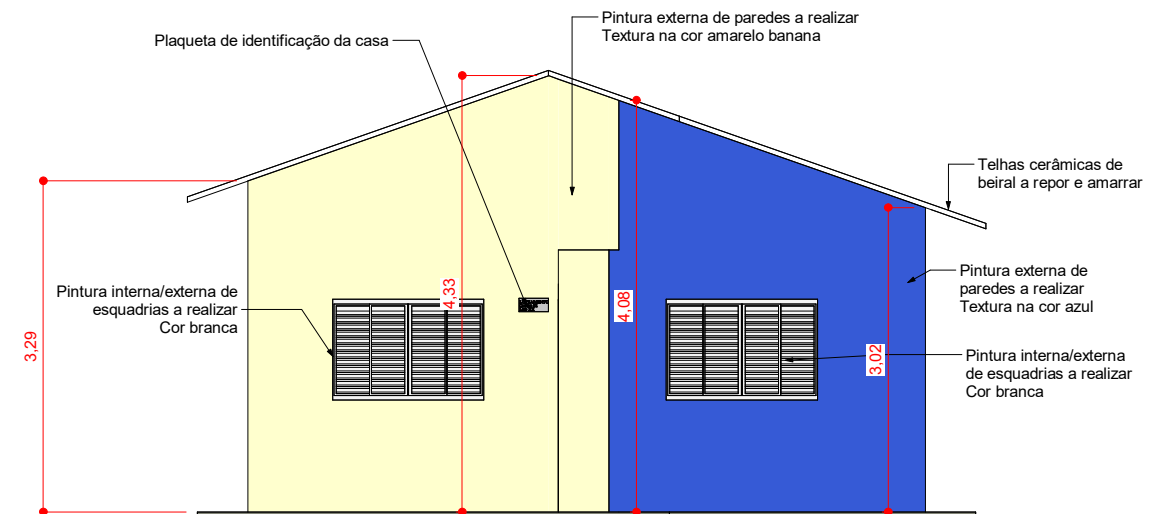 Pintura externa de paredes a realizar
Textura na cor amarelo banana
Plaqueta de identificação da casa
Telhas cerâmicas de
beiral a repor e amarrar
Pintura externa de
paredes a realizar
Textura na cor azul
Pintura interna/externa de
esquadrias a realizar
Cor branca
Pintura interna/externa
de esquadrias a realizar
Cor branca
3,29
4,33
4,08
3,02